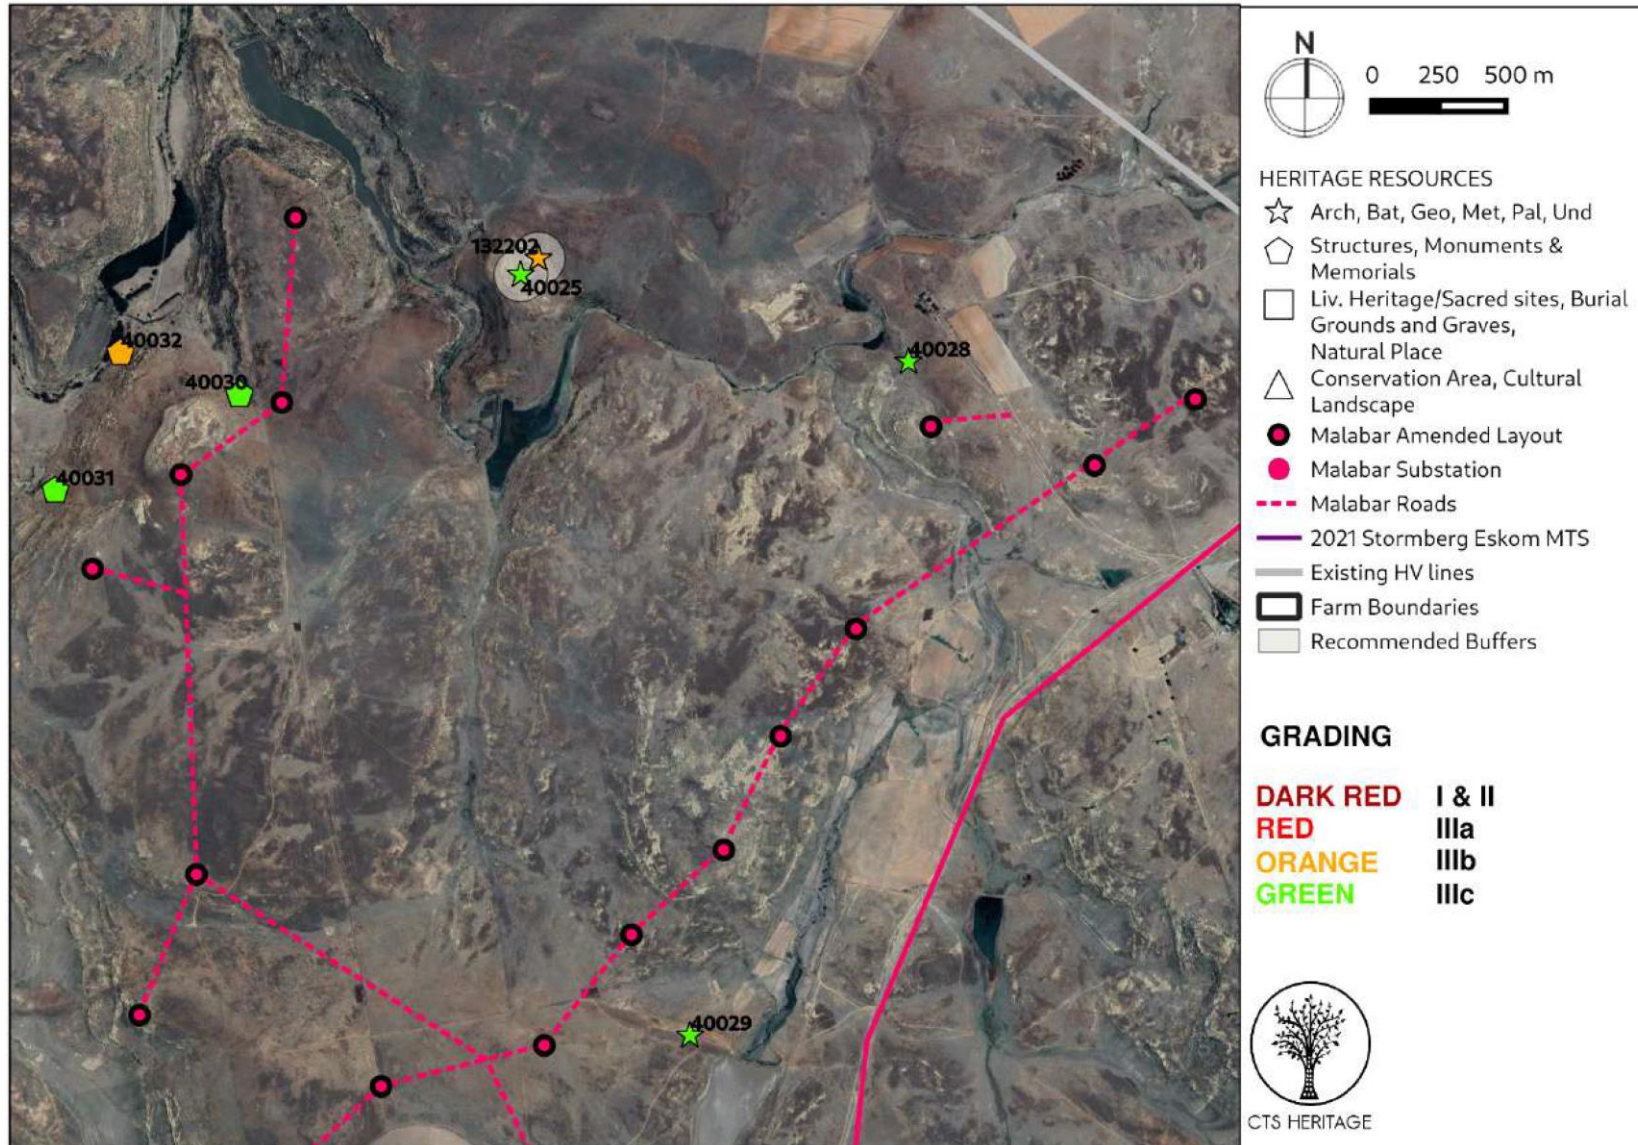 132202
40025
40032
40030
40028
40031
40029
N
0 250 500 m
HERITAGE RESOURCES
Arch, Bat, Geo, Met, Pal, Und
Structures, Monuments &
Memorials
Liv. Heritage/Sacred sites, Burial
Grounds and Graves,
Natural Place
Conservation Area, Cultural
Landscape
Malabar Amended Layout
Malabar Substation
Malabar Roads
2021 Stormberg Eskom MTS
Existing HV lines
Farm Boundaries
Recommended Buffers
GRADING
DARK RED I & II
RED IIIa
ORANGE IIIb
GREEN IIIc
CTS HERITAGE